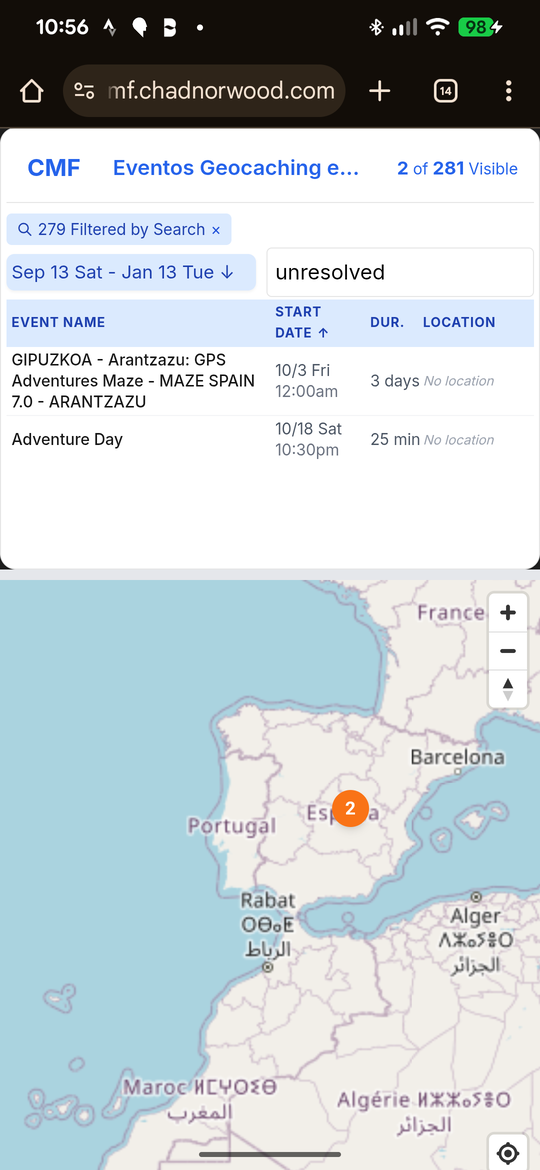 10:56
98
mf.chadnorwood.com
14
CMF Eventos Geocaching e... 2 of 281 Visible
279 Filtered by Search ×
Sep 13 Sat - Jan 13 Tue ↓
unresolved
EVENT NAME START DATE ↑ DUR. LOCATION
GIPUZKOA - Arantzazu: GPS
Adventures Maze - MAZE SPAIN
7.0 - ARANTZAZU
10/3 Fri
12:00am
3 days No location
Adventure Day
10/18 Sat
10:30pm
25 min No location
France
+
−
Barcelona
2
Portugal
Rabat
ⵔⴱⴰⵟ
الرباط
Alger
الجزائر
Maroc ⵍⵎⵖⵔⵉⴱ
المغرب
Algérie
الجزائر